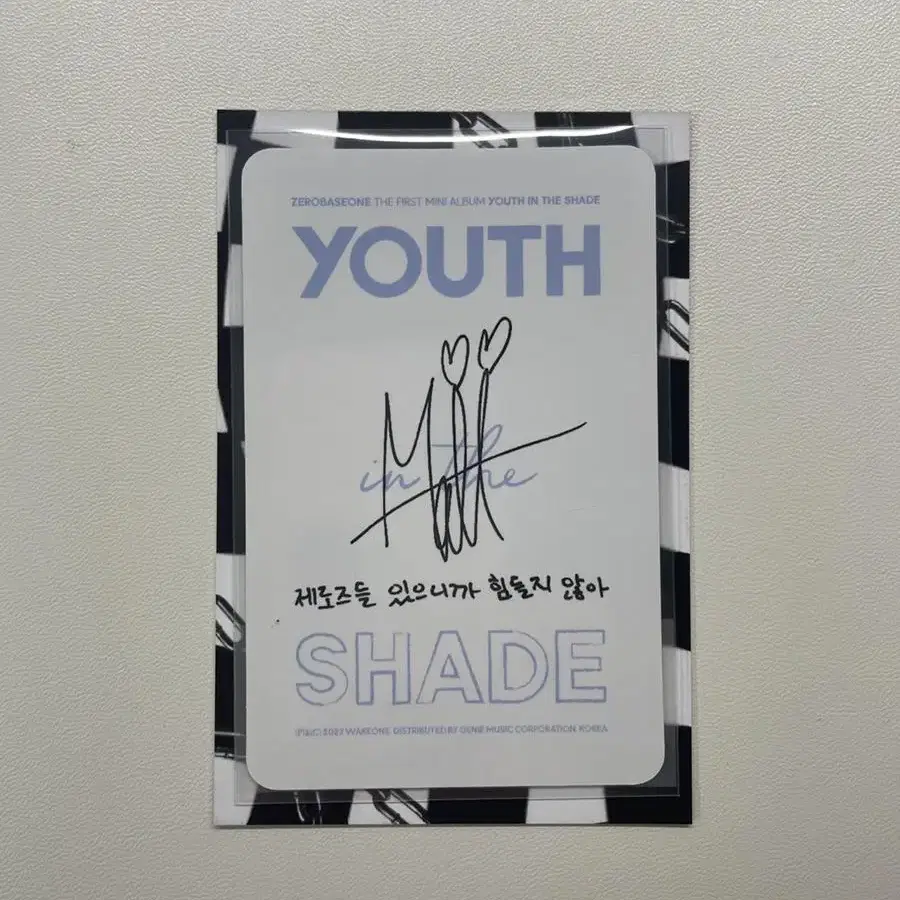 ZEROBASEONE THE FIRST MINI ALBUM YOUTH IN THE SHADE
YOUTH
in the
제로즈들 있으니까 힘들지 않아
SHADE
(P)&(C) 2023 WAKEONE. DISTRIBUTED BY GENIE MUSIC CORPORATION, KOREA